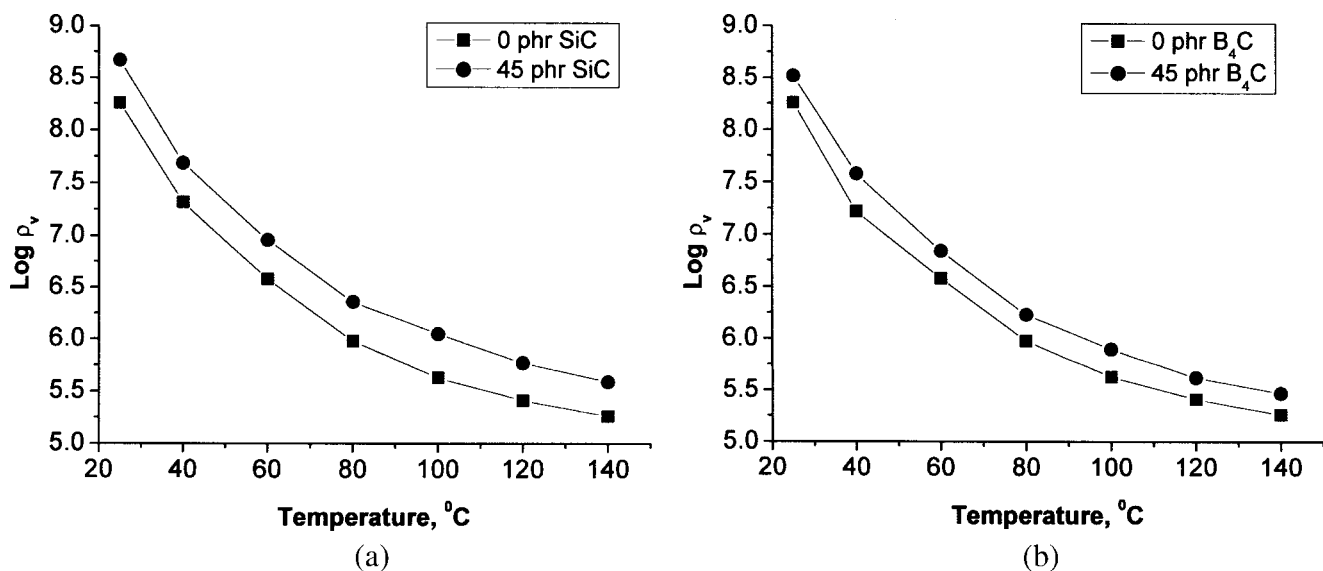 9.0
8.5
8.0
7.5
7.0
6.5
6.0
5.5
5.0
Log ρv
0 phr SiC
45 phr SiC
20 40 60 80 100 120 140
Temperature, ⁰C
(a)
9.0
8.5
8.0
7.5
7.0
6.5
6.0
5.5
5.0
Log ρv
0 phr B₄C
45 phr B₄C
20 40 60 80 100 120 140
Temperature, ⁰C
(b)